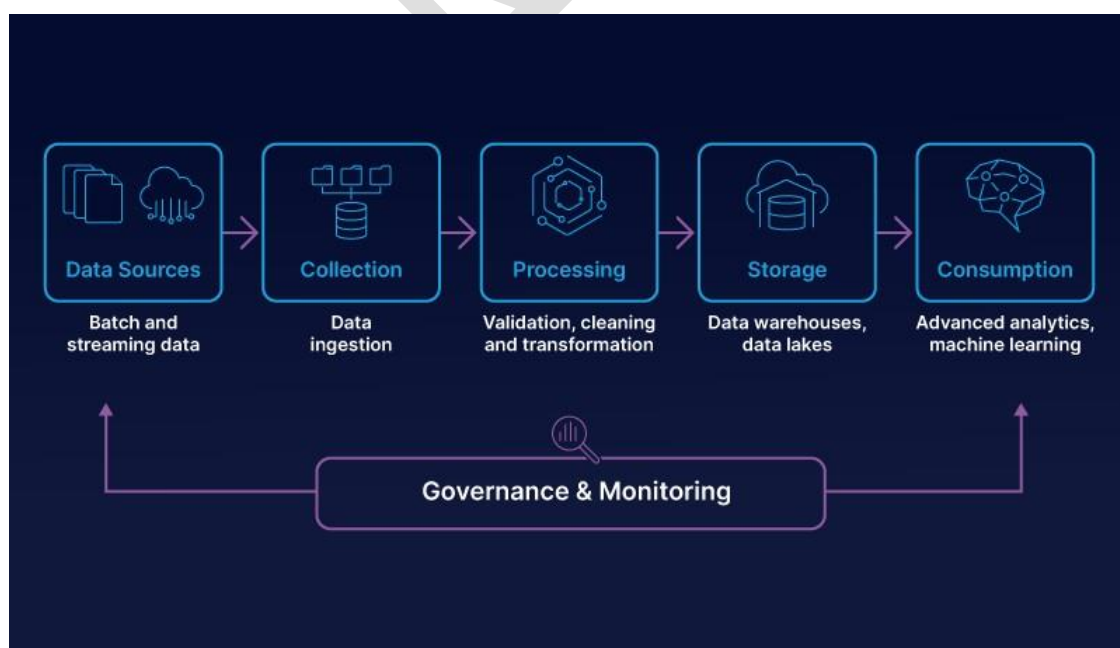 Data Sources
Collection
Processing
Storage
Consumption
Batch and
streaming data
Data
ingestion
Validation, cleaning
and transformation
Data warehouses,
data lakes
Advanced analytics,
machine learning
Governance & Monitoring